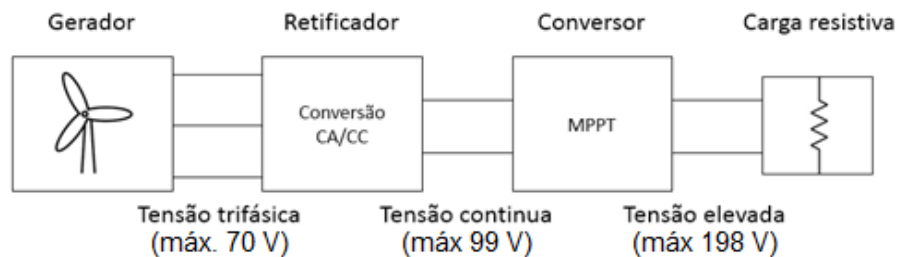 Gerador
Retificador
Conversor
Carga resistiva
Conversão
CA/CC
MPPT
Tensão trifásica
(máx. 70 V)
Tensão continua
(máx 99 V)
Tensão elevada
(máx 198 V)